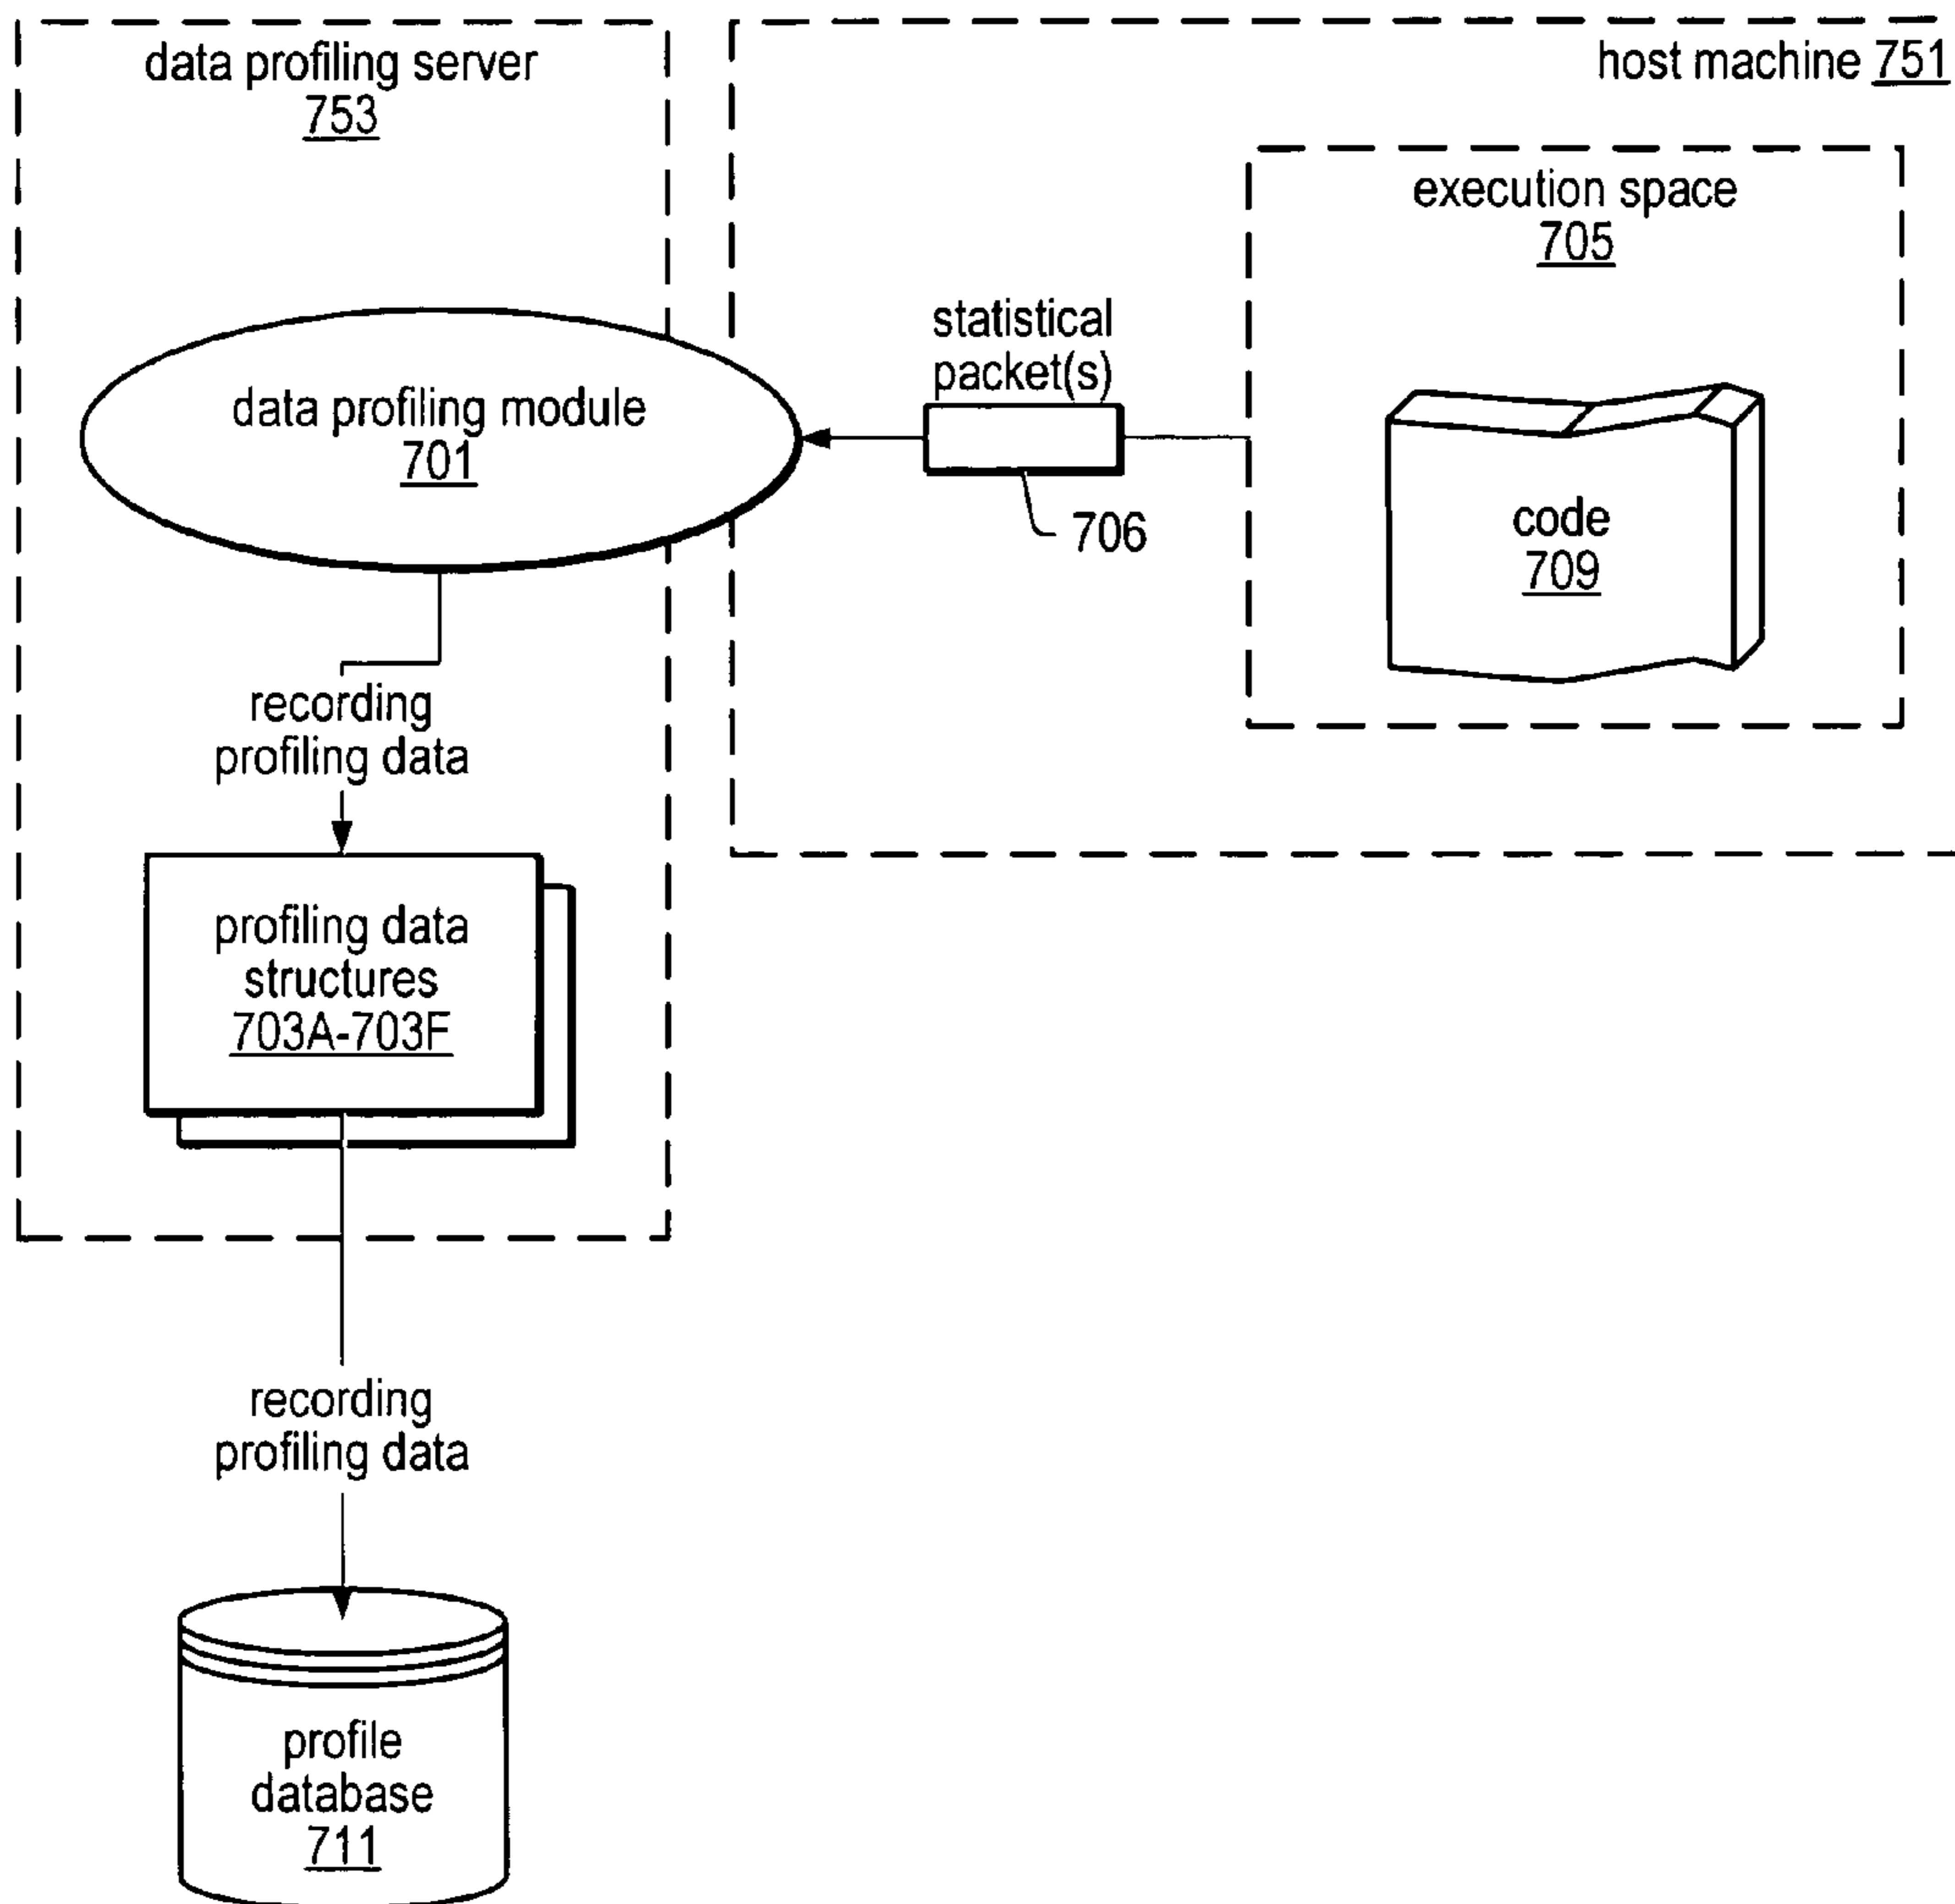 data profiling server
753
host machine 751
execution space
705
statistical
packet(s)
706
code
709
data profiling module
701
recording
profiling data
profiling data
structures
703A-703F
recording
profiling data
profile
database
711